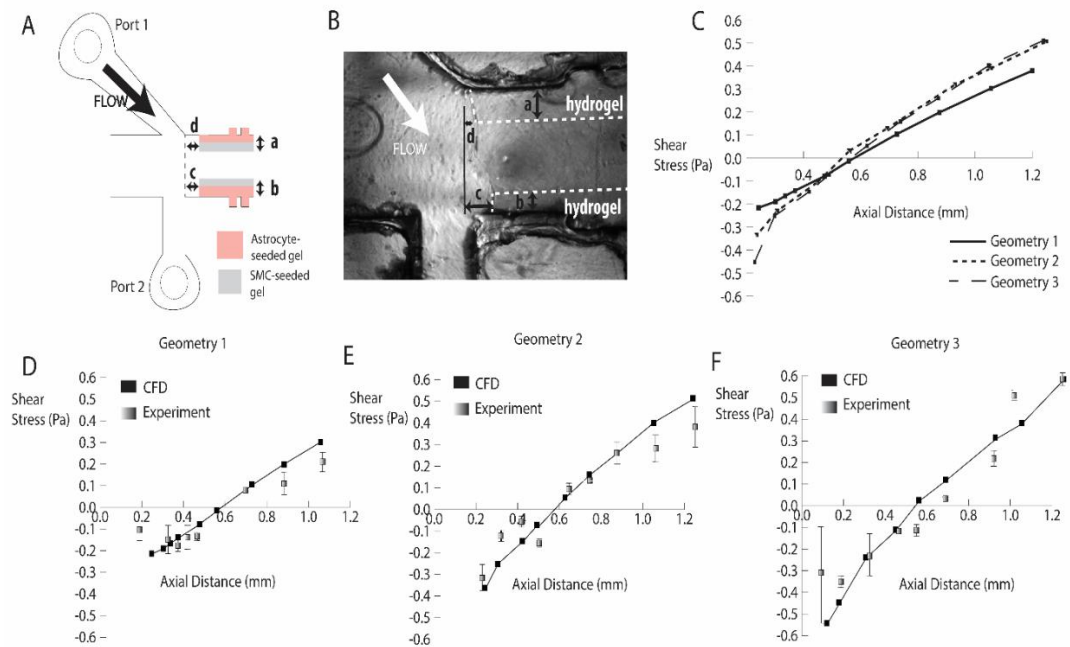 A
Port 1
FLOW
d
a
c
b
Port 2
Astrocyte-
seeded gel
SMC-seeded
gel
B
a
hydrogel
d
FLOW
c
b
hydrogel
C
0.6
0.5
0.4
0.3
0.2
0.1
0.0
-0.1
-0.2
-0.3
-0.4
-0.5
-0.6
Shear
Stress (Pa)
0.2 0.4 0.6 0.8 1.0 1.2
Axial Distance (mm)
Geometry 1
Geometry 2
Geometry 3
D
Geometry 1
CFD
Experiment
Shear
Stress (Pa)
0.6
0.5
0.4
0.3
0.2
0.1
0.0
-0.1
-0.2
-0.3
-0.4
-0.5
-0.6
0.0 0.2 0.4 0.6 0.8 1.0 1.2
Axial Distance (mm)
E
Geometry 2
CFD
Experiment
Shear
Stress (Pa)
0.6
0.5
0.4
0.3
0.2
0.1
0.0
-0.1
-0.2
-0.3
-0.4
-0.5
-0.6
0.0 0.2 0.4 0.6 0.8 1.0 1.2
Axial Distance (mm)
F
Geometry 3
CFD
Experiment
Shear
Stress (Pa)
0.6
0.5
0.4
0.3
0.2
0.1
0.0
-0.1
-0.2
-0.3
-0.4
-0.5
-0.6
0.0 0.2 0.4 0.6 0.8 1.0 1.2
Axial Distance (mm)